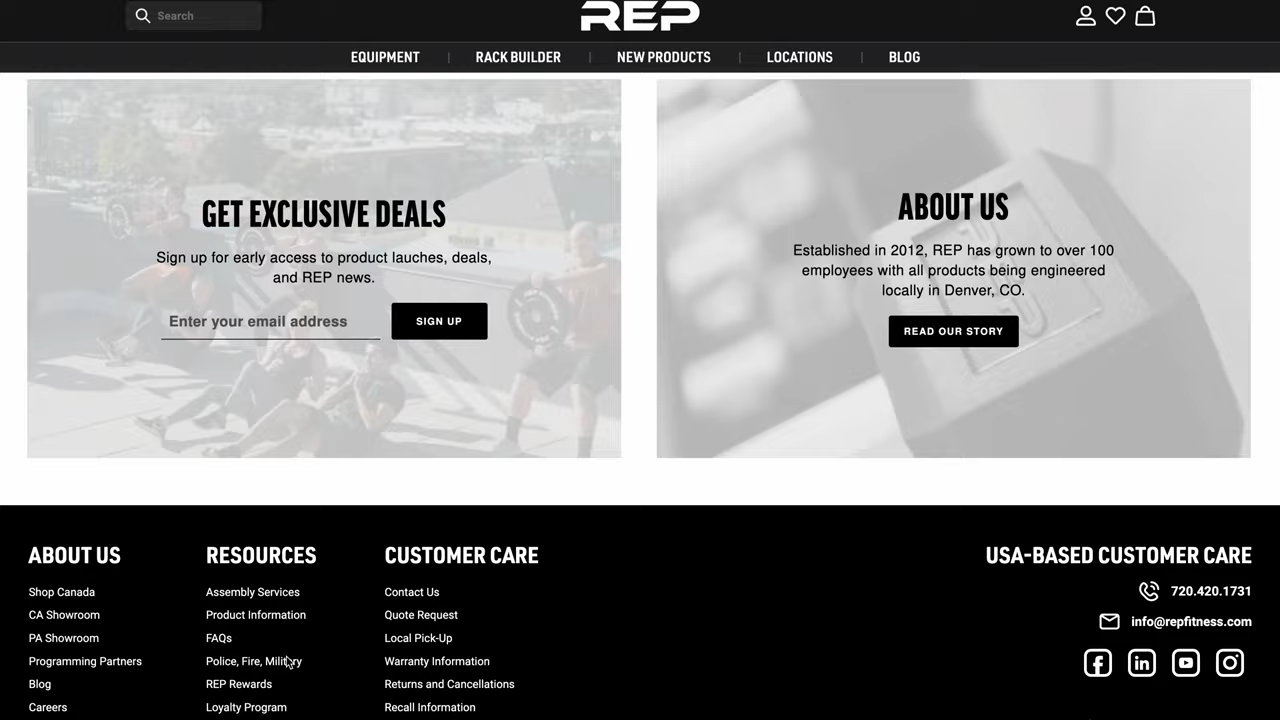 Search
REP
EQUIPMENT
RACK BUILDER
NEW PRODUCTS
LOCATIONS
BLOG
GET EXCLUSIVE DEALS
Sign up for early access to product lauches, deals,
and REP news.
Enter your email address
SIGN UP
ABOUT US
Established in 2012, REP has grown to over 100
employees with all products being engineered
locally in Denver, CO.
READ OUR STORY
ABOUT US
Shop Canada
CA Showroom
PA Showroom
Programming Partners
Blog
Careers
RESOURCES
Assembly Services
Product Information
FAQs
Police, Fire, Military
REP Rewards
Loyalty Program
CUSTOMER CARE
Contact Us
Quote Request
Local Pick-Up
Warranty Information
Returns and Cancellations
Recall Information
USA-BASED CUSTOMER CARE
720.420.1731
info@repfitness.com